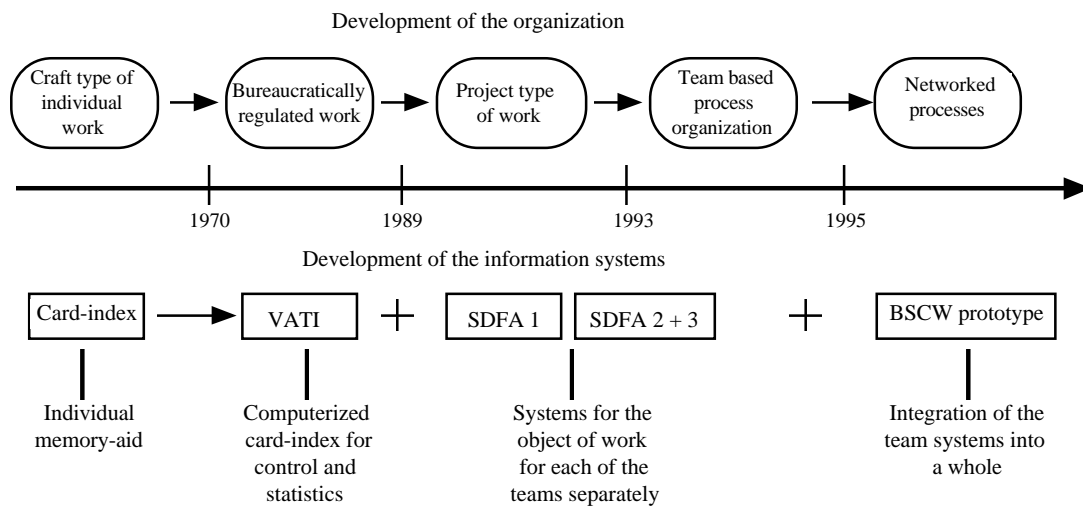 Development of the organization
Craft type of
individual
work
Bureaucratically
regulated work
Project type
of work
Team based
process
organization
Networked
processes
1970
1989
1993
1995
Development of the information systems
Card-index
VATI
SDFA 1
SDFA 2 + 3
BSCW prototype
Individual
memory-aid
Computerized
card-index for
control and
statistics
Systems for the
object of work
for each of the
teams separately
Integration of the
team systems into
a whole